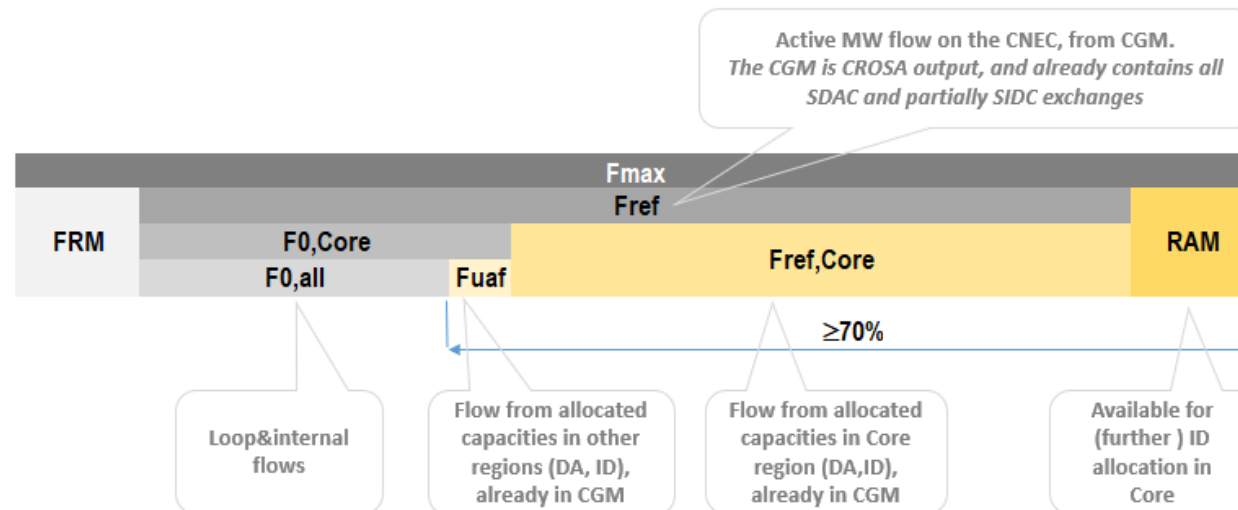 Active MW flow on the CNEC, from CGM.
The CGM is CROSA output, and already contains all
SDAC and partially SIDC exchanges
Fmax
Fref
FRM
F0,Core
Fref,Core
RAM
F0,all
Fuaf
≥70%
Loop&internal
flows
Flow from allocated
capacities in other
regions (DA, ID),
already in CGM
Flow from allocated
capacities in Core
region (DA,ID),
already in CGM
Available for
(further ) ID
allocation in
Core